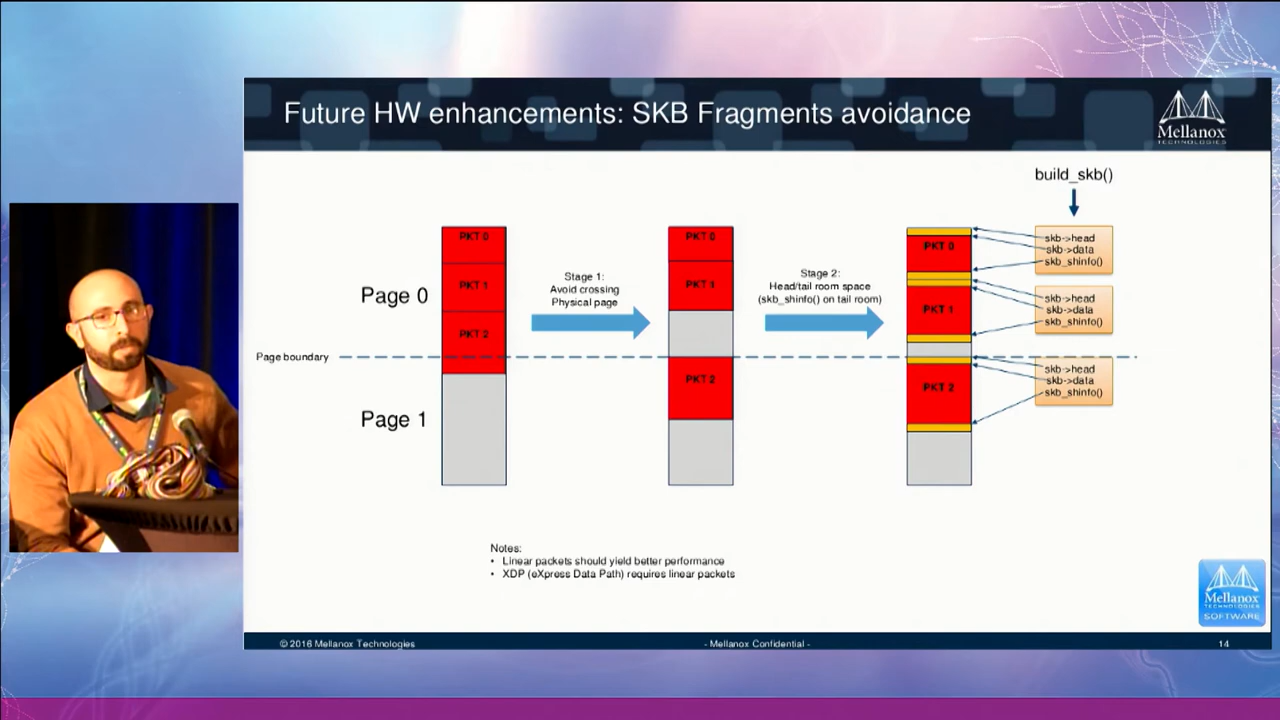 Future HW enhancements: SKB Fragments avoidance
Mellanox
TECHNOLOGIES
build_skb()
PKT 0
PKT 1
PKT 2
Page 0
Page 1
Page boundary
Stage 1:
Avoid crossing
Physical page
PKT 0
PKT 1
PKT 2
Stage 2:
Head/tail room space
(skb_shinfo() on tail room)
PKT 0
PKT 1
PKT 2
skb->head
skb->data
skb_shinfo()
skb->head
skb->data
skb_shinfo()
skb->head
skb->data
skb_shinfo()
Notes:
• Linear packets should yield better performance
• XDP (eXpress Data Path) requires linear packets
Mellanox
TECHNOLOGIES
SOFTWARE
© 2016 Mellanox Technologies
- Mellanox Confidential -
14